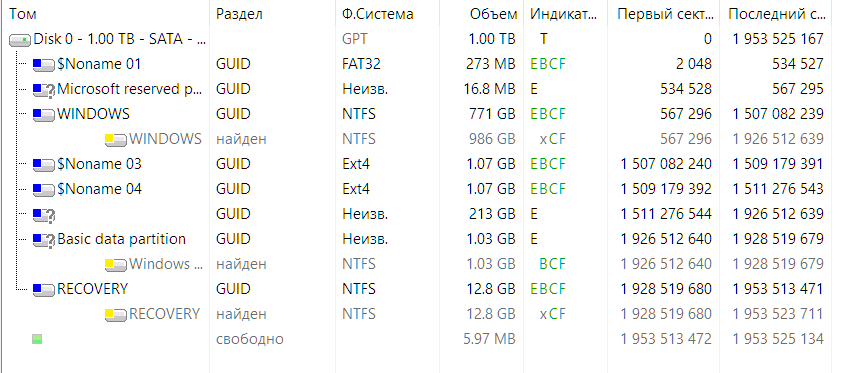 Том Раздел Ф.Система Объем Индикат... Первый сект... Последний с...
Disk 0 - 1.00 TB - SATA - ... GPT 1.00 TB T 0 1 953 525 167
$Noname 01 GUID FAT32 273 MB EBCF 2 048 534 527
Microsoft reserved p... GUID Неизв. 16.8 MB E 534 528 567 295
WINDOWS GUID NTFS 771 GB EBCF 567 296 1 507 082 239
WINDOWS найден NTFS 986 GB xCF 567 296 1 926 512 639
$Noname 03 GUID Ext4 1.07 GB EBCF 1 507 082 240 1 509 179 391
$Noname 04 GUID Ext4 1.07 GB EBCF 1 509 179 392 1 511 276 543
GUID Неизв. 213 GB E 1 511 276 544 1 926 512 639
Basic data partition GUID Неизв. 1.03 GB E 1 926 512 640 1 928 519 679
Windows ... найден NTFS 1.03 GB BCF 1 926 512 640 1 928 519 679
RECOVERY GUID NTFS 12.8 GB EBCF 1 928 519 680 1 953 513 471
RECOVERY найден NTFS 12.8 GB xCF 1 928 519 680 1 953 523 711
свободно 5.97 MB 1 953 513 472 1 953 525 134